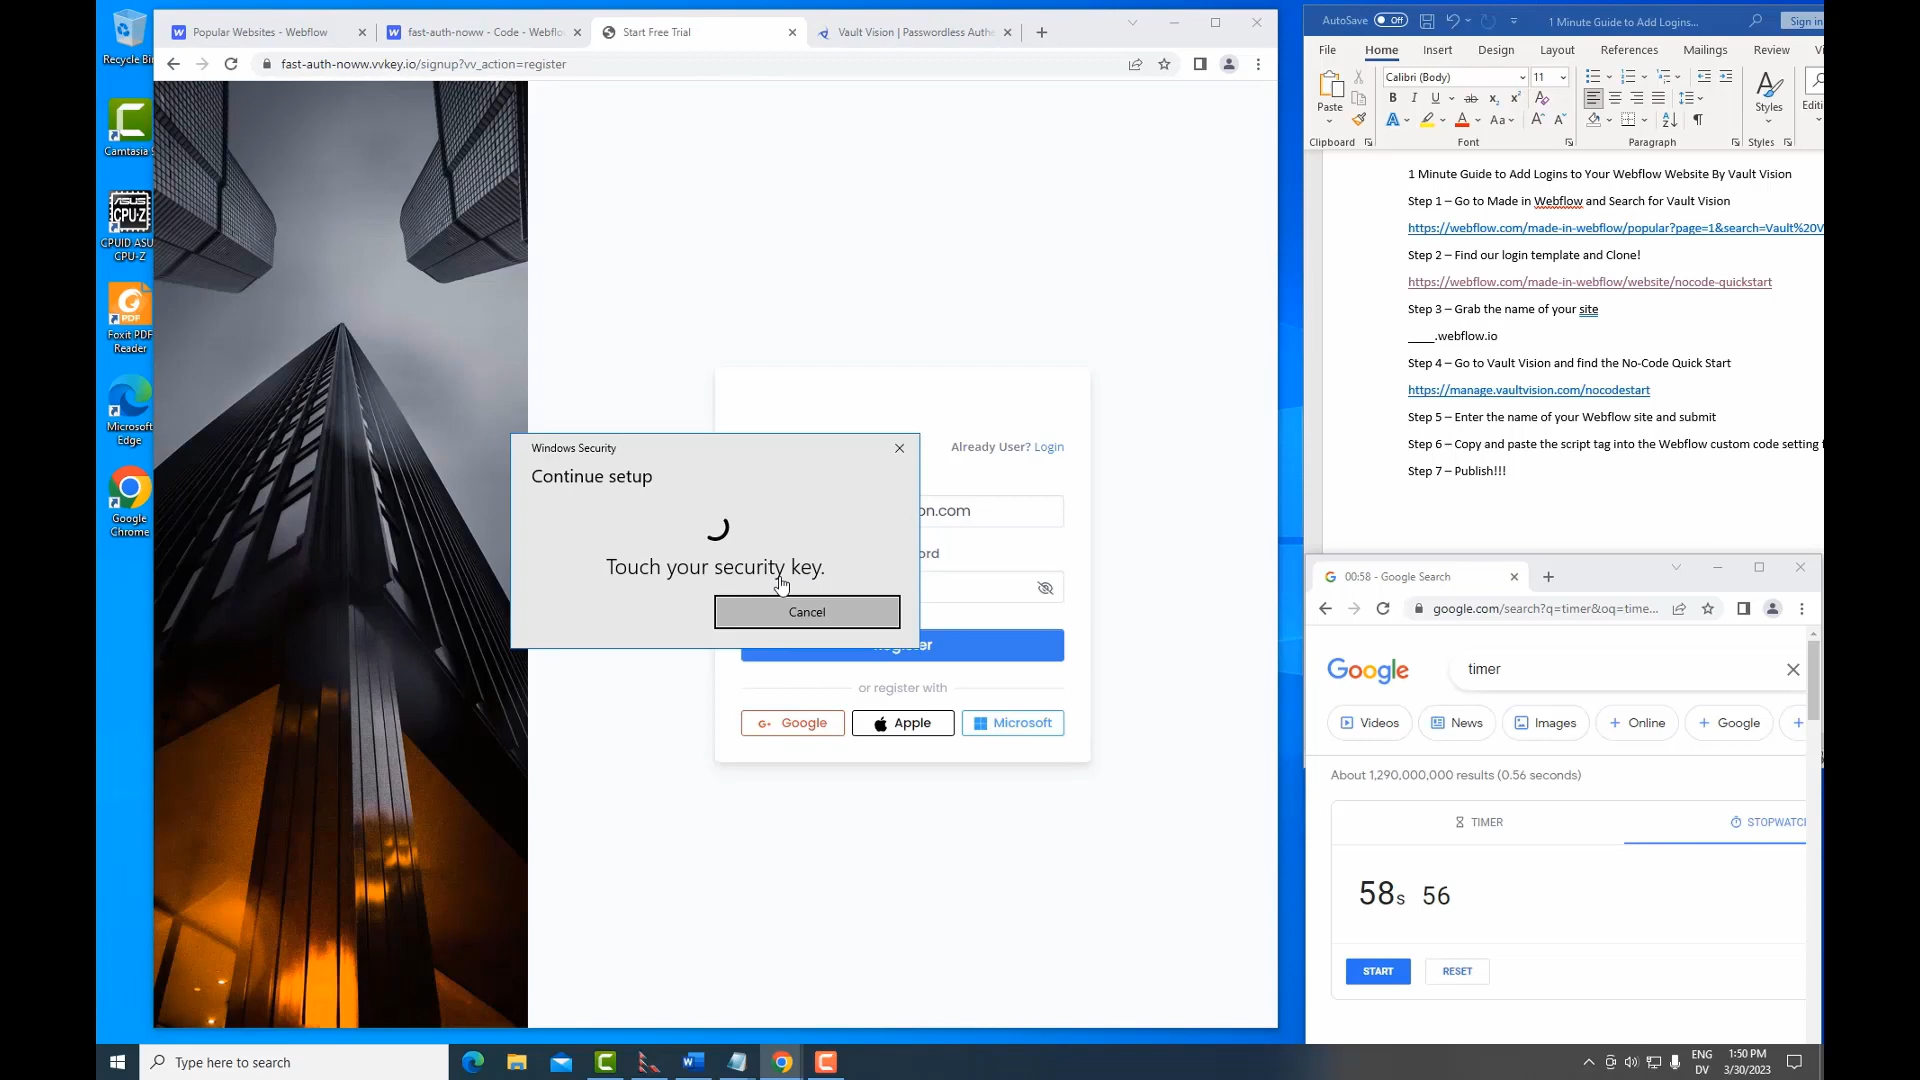 Recycle Bin
Camtasia 9
CPUID ASU
CPU-Z
Foxit PDF
Reader
Microsoft
Edge
Google
Chrome
Popular Websites - Webflow
fast-auth-noww - Code - Webflo
Start Free Trial
Vault Vision | Passwordless Authe
fast-auth-noww.vvkey.io/signup?vv_action=register
Already User? Login
on.com
ord
Register
or register with
Google
Apple
Microsoft
Windows Security
Continue setup
Touch your security key.
Cancel
AutoSave Off
1 Minute Guide to Add Logins...
Sign in
File Home Insert Design Layout References Mailings Review Vi
Calibri (Body) 11
Paste
Styles
Editi
Clipboard Font Paragraph Styles
1 Minute Guide to Add Logins to Your Webflow Website By Vault Vision
Step 1 – Go to Made in Webflow and Search for Vault Vision
https://webflow.com/made-in-webflow/popular?page=1&search=Vault%20V
Step 2 – Find our login template and Clone!
https://webflow.com/made-in-webflow/website/nocode-quickstart
Step 3 – Grab the name of your site
____.webflow.io
Step 4 – Go to Vault Vision and find the No-Code Quick Start
https://manage.vaultvision.com/nocodestart
Step 5 – Enter the name of your Webflow site and submit
Step 6 – Copy and paste the script tag into the Webflow custom code setting f
Step 7 – Publish!!!
00:58 - Google Search
google.com/search?q=timer&oq=time...
Google
timer
Videos
News
Images
+ Online
+ Google
+
About 1,290,000,000 results (0.56 seconds)
TIMER
STOPWATCH
58s 56
START
RESET
Type here to search
ENG
DV
1:50 PM
3/30/2023